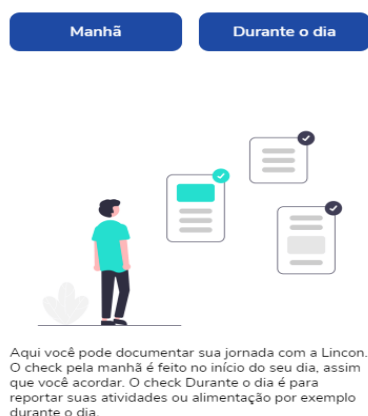 Manhã
Durante o dia
Aqui você pode documentar sua jornada com a Lincon.
O check pela manhã é feito no início do seu dia, assim
que você acordar. O check Durante o dia é para
reportar suas atividades ou alimentação por exemplo
durante o dia.